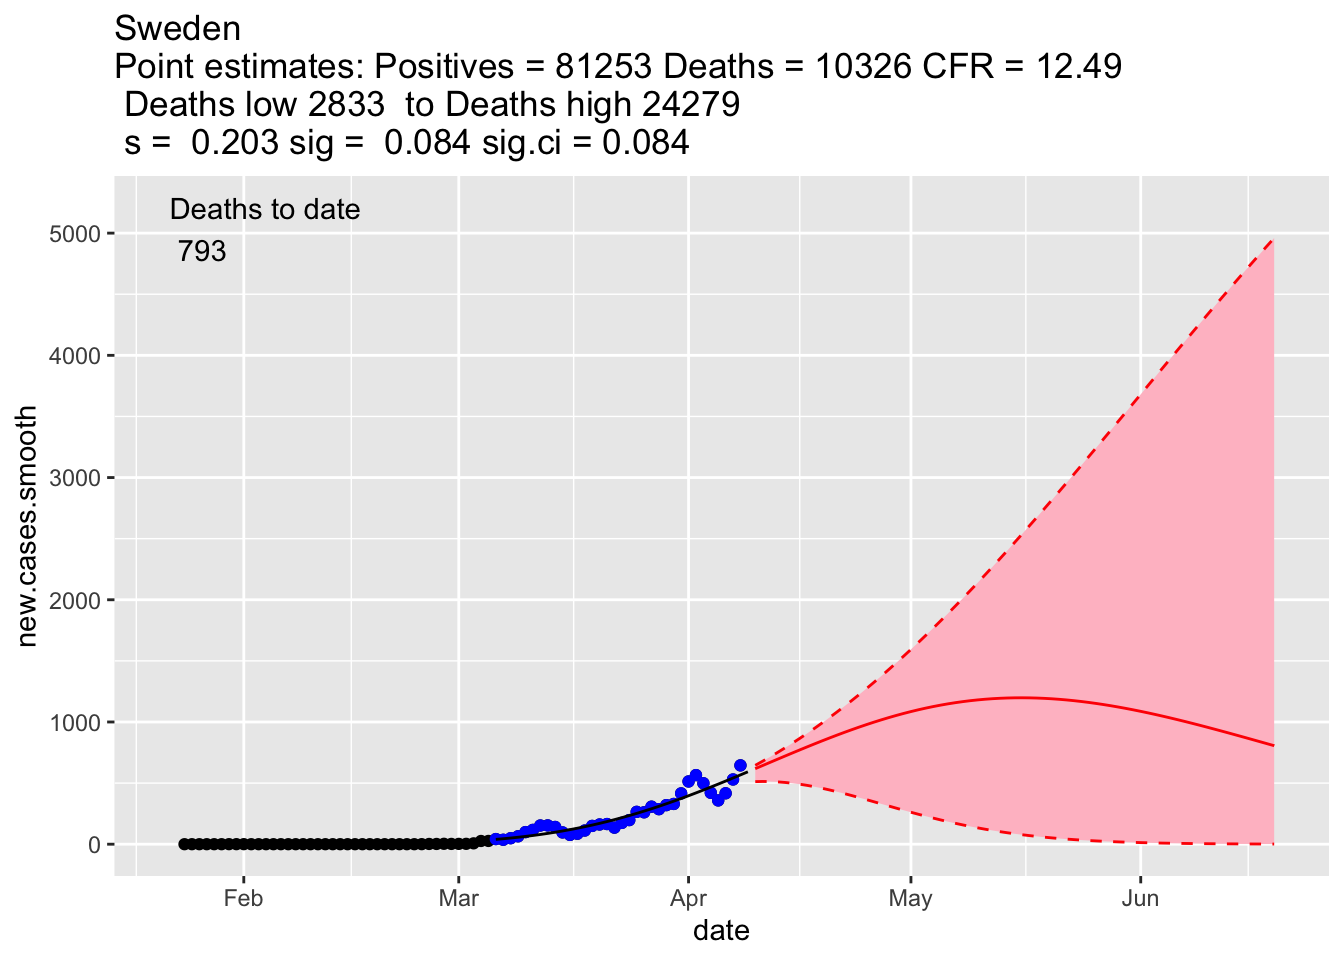 Sweden
Point estimates: Positives = 81253 Deaths = 10326 CFR = 12.49
Deaths low 2833  to Deaths high 24279
s =  0.203 sig =  0.084 sig.ci = 0.084
Deaths to date
793
5000
4000
3000
2000
1000
0
new.cases.smooth
Feb Mar Apr May Jun
date